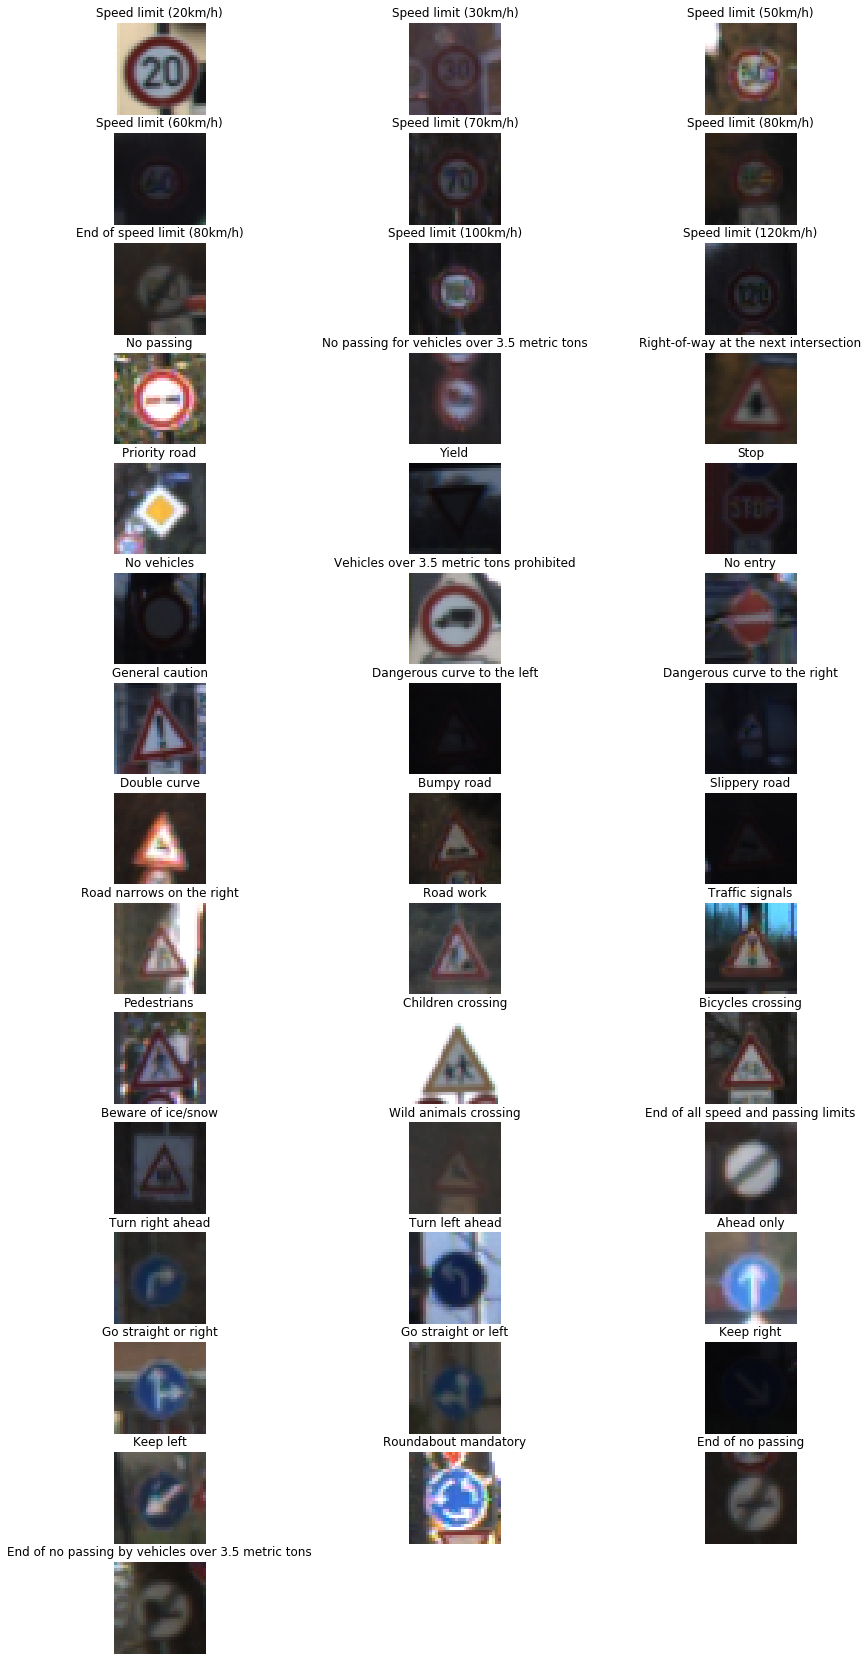 Speed limit (20km/h)
Speed limit (30km/h)
Speed limit (50km/h)
20
30
50
Speed limit (60km/h)
Speed limit (70km/h)
Speed limit (80km/h)
60
70
End of speed limit (80km/h)
Speed limit (100km/h)
Speed limit (120km/h)
120
No passing
No passing for vehicles over 3.5 metric tons
Right-of-way at the next intersection
Priority road
Yield
Stop
STOP
No vehicles
Vehicles over 3.5 metric tons prohibited
No entry
General caution
Dangerous curve to the left
Dangerous curve to the right
Double curve
Bumpy road
Slippery road
Road narrows on the right
Road work
Traffic signals
Pedestrians
Children crossing
Bicycles crossing
Beware of ice/snow
Wild animals crossing
End of all speed and passing limits
Turn right ahead
Turn left ahead
Ahead only
Go straight or right
Go straight or left
Keep right
Keep left
Roundabout mandatory
End of no passing
End of no passing by vehicles over 3.5 metric tons